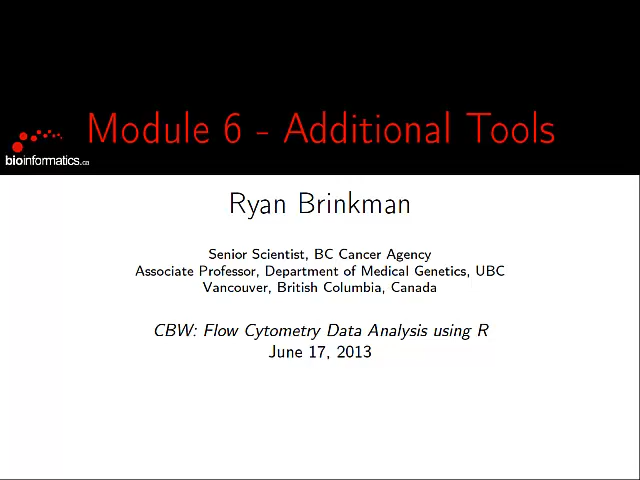 Module 6 - Additional Tools
bioinformatics.ca
Ryan Brinkman
Senior Scientist, BC Cancer Agency
Associate Professor, Department of Medical Genetics, UBC
Vancouver, British Columbia, Canada
CBW: Flow Cytometry Data Analysis using R
June 17, 2013